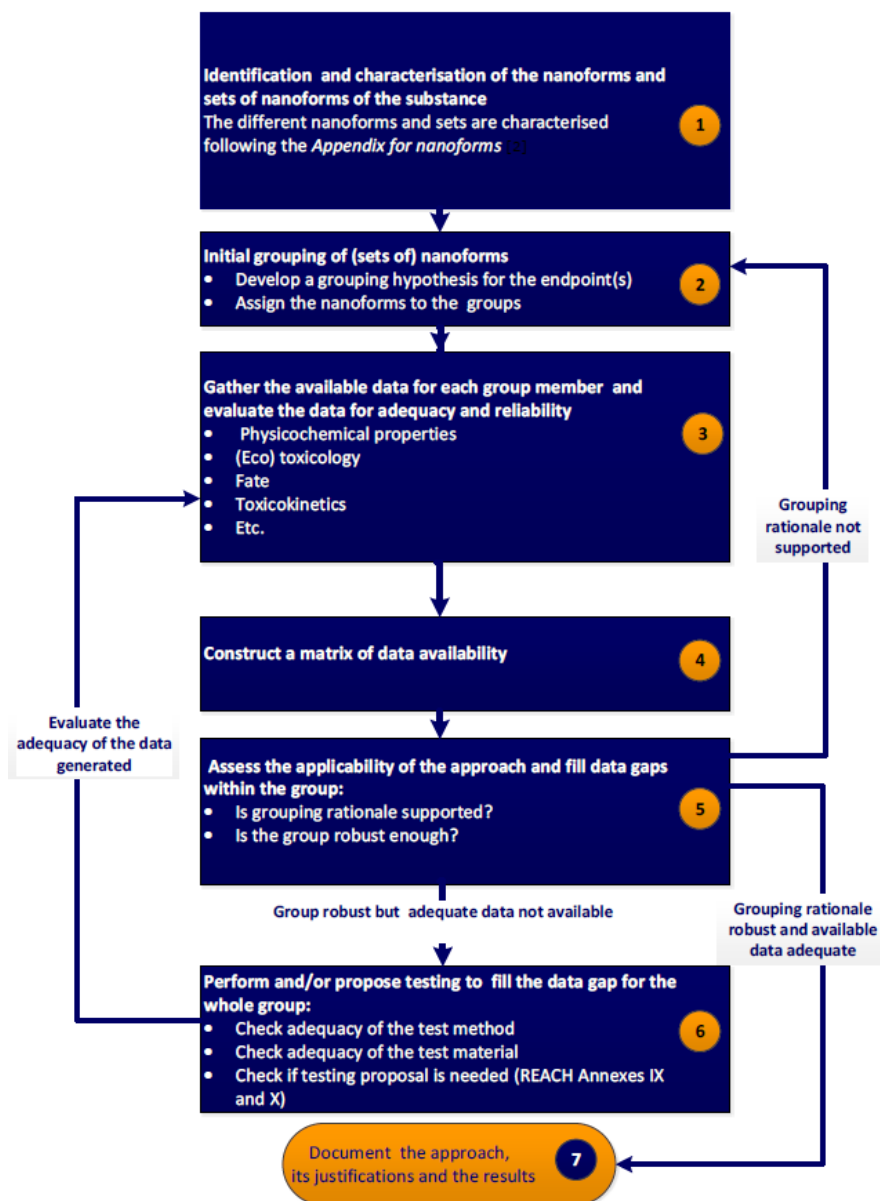 Identification and characterisation of the nanoforms and
sets of nanoforms of the substance
The different nanoforms and sets are characterised
following the Appendix for nanoforms
1
Initial grouping of (sets of) nanoforms
• Develop a grouping hypothesis for the endpoint(s)
• Assign the nanoforms to the groups
2
Gather the available data for each group member and
evaluate the data for adequacy and reliability
• Physicochemical properties
• (Eco) toxicology
• Fate
• Toxicokinetics
• Etc.
3
Grouping
rationale not
supported
Construct a matrix of data availability
4
Evaluate the
adequacy of the data
generated
Assess the applicability of the approach and fill data gaps
within the group:
• Is grouping rationale supported?
• Is the group robust enough?
5
Group robust but adequate data not available
Grouping rationale
robust and available
data adequate
Perform and/or propose testing to fill the data gap for the
whole group:
• Check adequacy of the test method
• Check adequacy of the test material
• Check if testing proposal is needed (REACH Annexes IX
and X)
6
Document the approach,
its justifications and the results
7